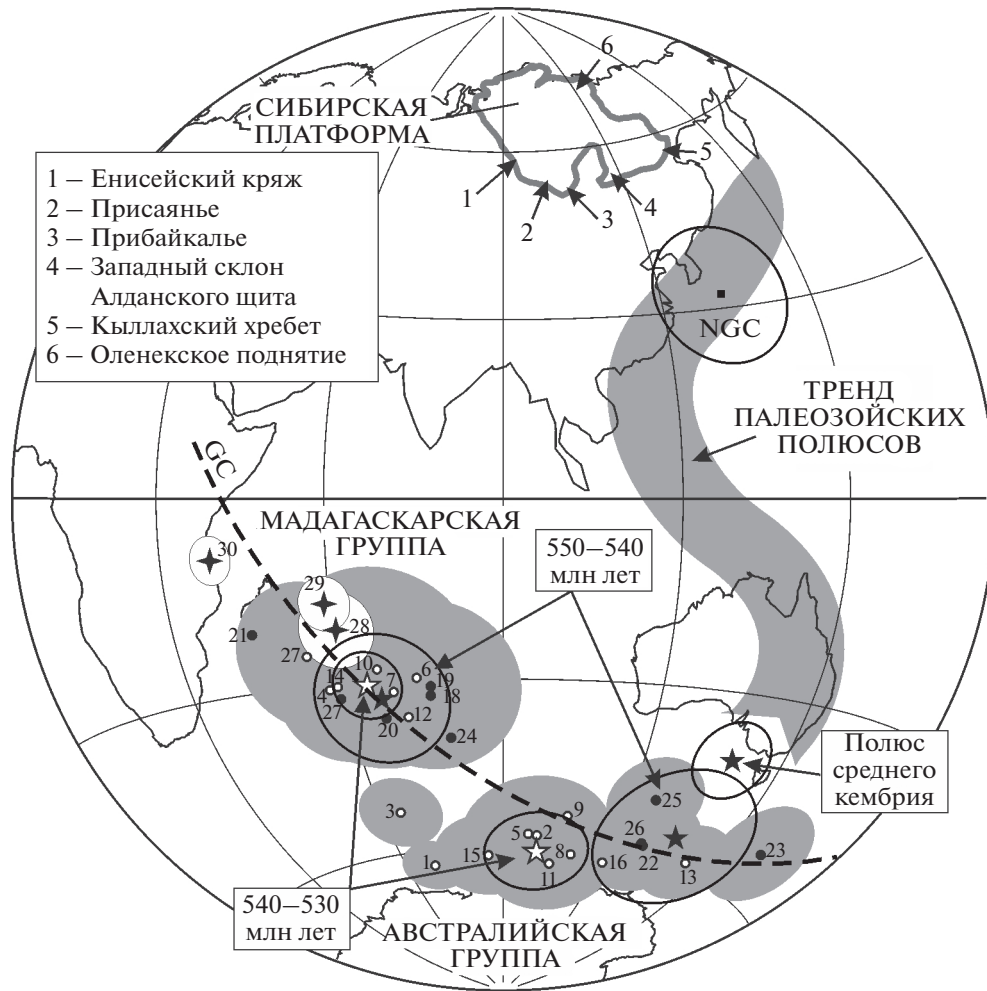 6
СИБИРСКАЯ
ПЛАТФОРМА
5
1
4
3
2
1 – Енисейский кряж
2 – Присаянье
3 – Прибайкалье
4 – Западный склон
Алданского щита
5 – Кыллахский хребет
6 – Оленекское поднятие
NGC
ТРЕНД
ПАЛЕОЗОЙСКИХ
ПОЛЮСОВ
GC
МАДАГАСКАРСКАЯ
ГРУППА
550–540
млн лет
30
29
28
21
27
10
14
4
7
6
19
18
27
20
12
24
Полюс
среднего
кембрия
3
9
25
5
2
26
15
8
1
11
16
22
13
23
540–530
млн лет
АВСТРАЛИЙСКАЯ
ГРУППА